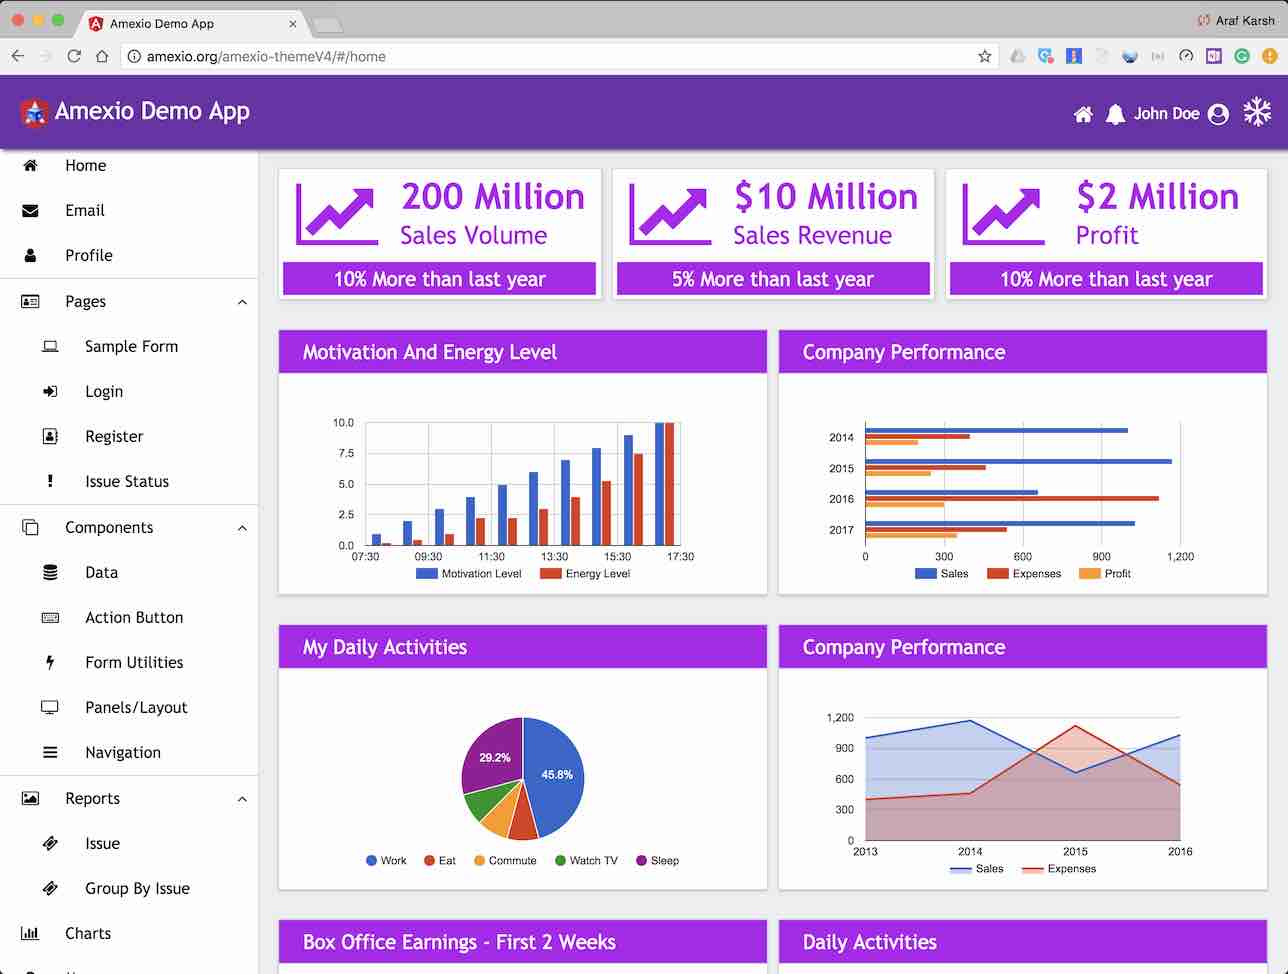 Amexio Demo App
Araf Karsh
amexio.org/amexio-themeV4/#/home
Amexio Demo App
John Doe
Home
Email
Profile
Pages
Sample Form
Login
Register
Issue Status
Components
Data
Action Button
Form Utilities
Panels/Layout
Navigation
Reports
Issue
Group By Issue
Charts
200 Million
Sales Volume
10% More than last year
$10 Million
Sales Revenue
5% More than last year
$2 Million
Profit
10% More than last year
Motivation And Energy Level
10.0
7.5
5.0
2.5
0.0
07:30 09:30 11:30 13:30 15:30 17:30
Motivation Level Energy Level
Company Performance
2014
2015
2016
2017
0 300 600 900 1,200
Sales Expenses Profit
My Daily Activities
29.2%
45.8%
Work Eat Commute Watch TV Sleep
Company Performance
1,200
900
600
300
0
2013 2014 2015 2016
Sales Expenses
Box Office Earnings - First 2 Weeks
Daily Activities